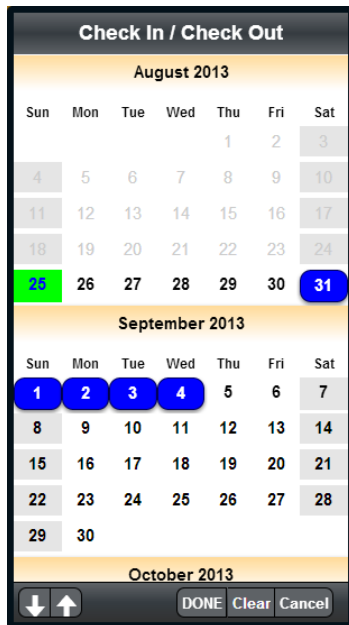 Check In / Check Out
August 2013
Sun Mon Tue Wed Thu Fri Sat
1 2 3
4 5 6 7 8 9 10
11 12 13 14 15 16 17
18 19 20 21 22 23 24
25 26 27 28 29 30 31
September 2013
Sun Mon Tue Wed Thu Fri Sat
1 2 3 4 5 6 7
8 9 10 11 12 13 14
15 16 17 18 19 20 21
22 23 24 25 26 27 28
29 30
October 2013
DONE Clear Cancel